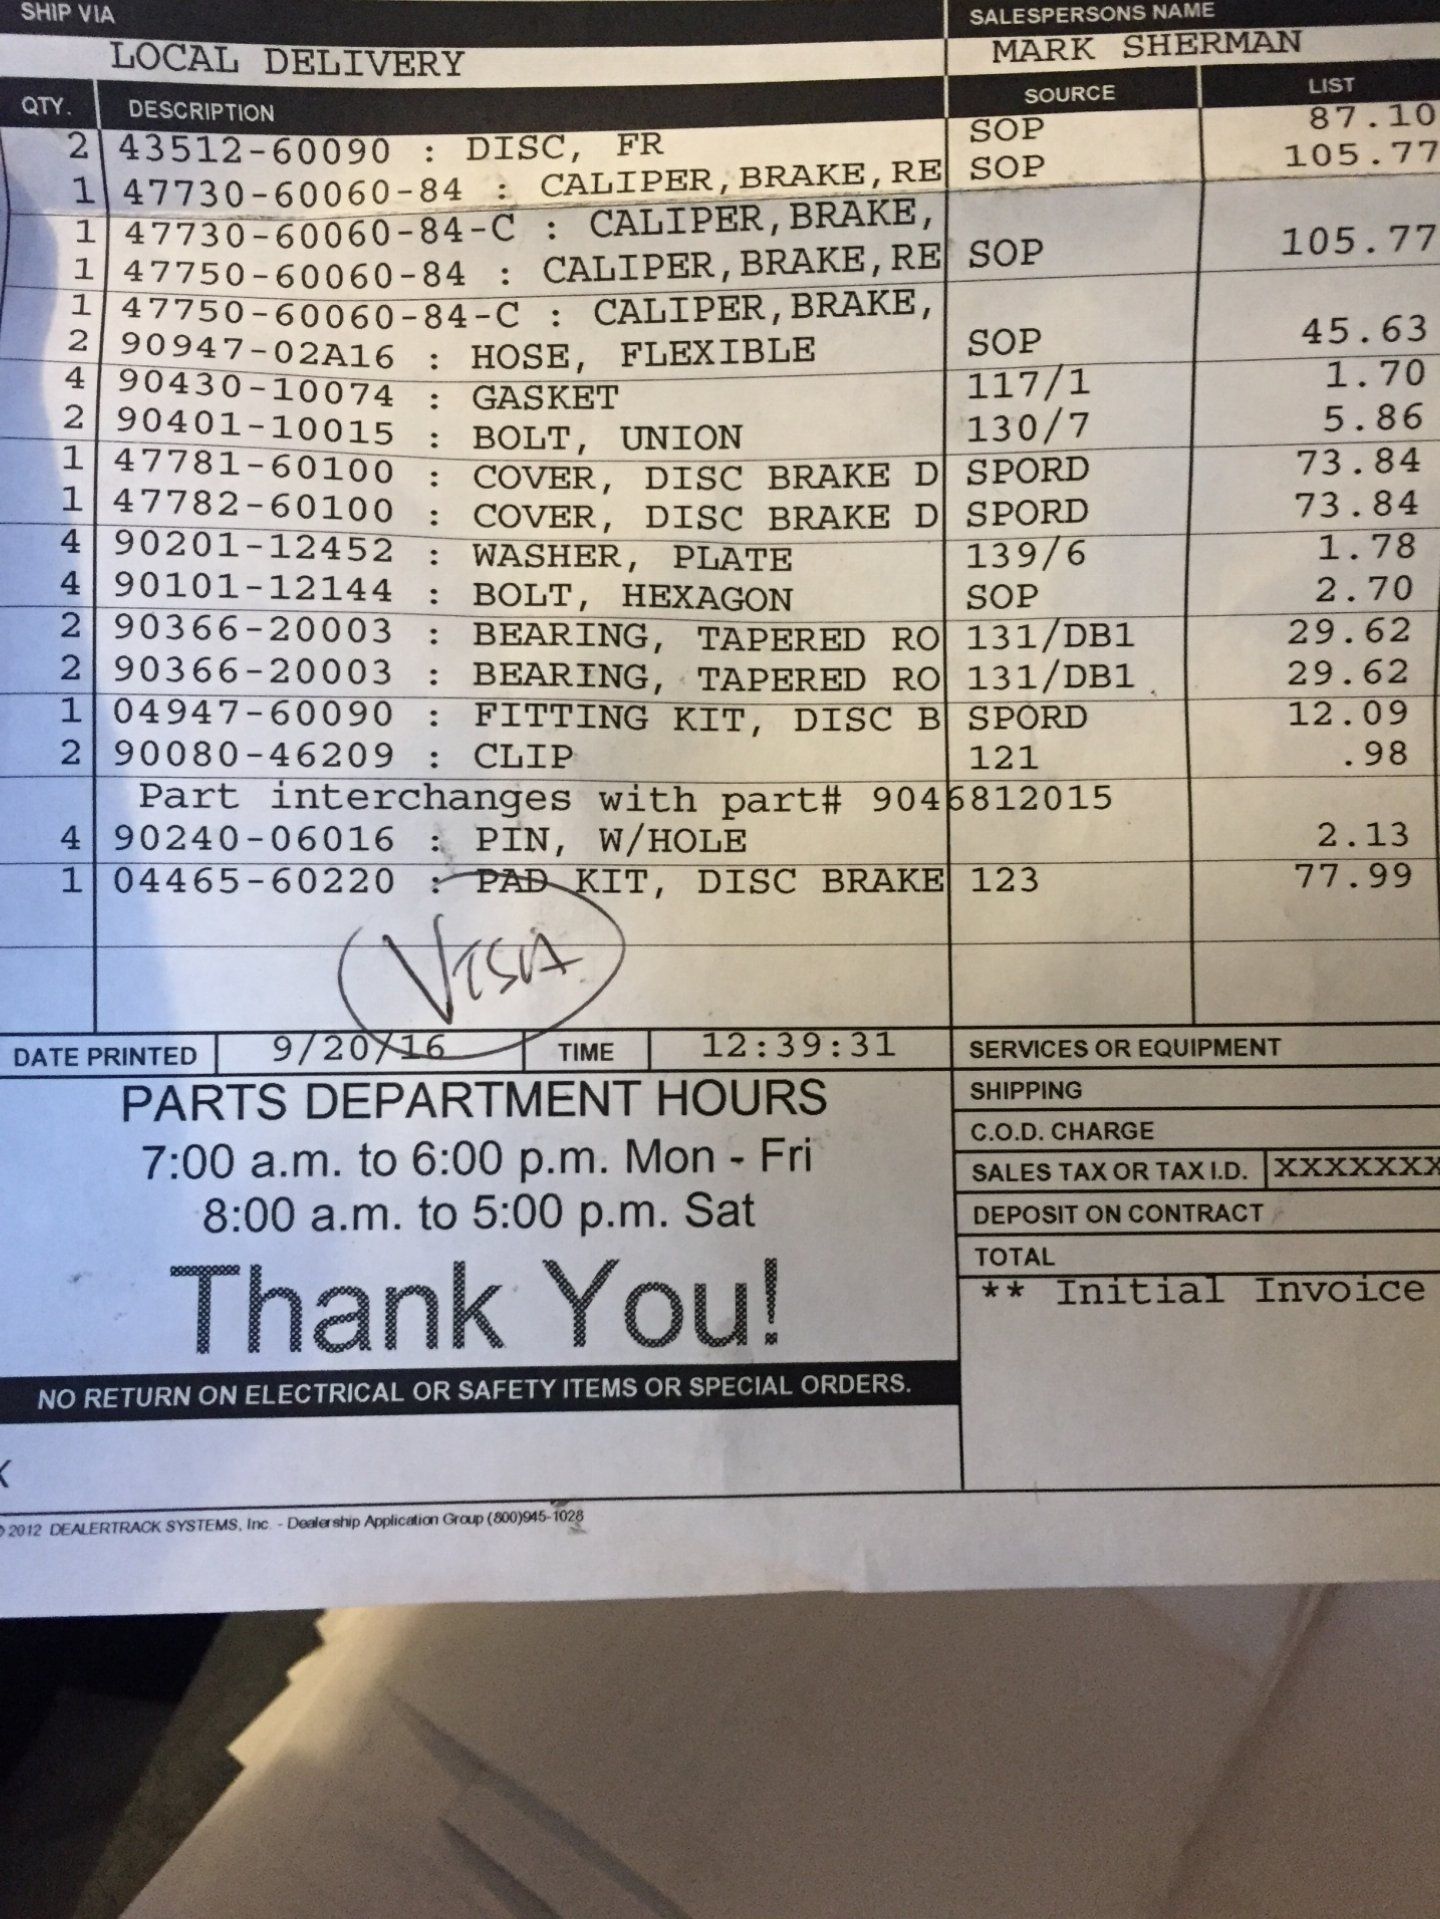 SHIP VIA SALESPERSONS NAME
LOCAL DELIVERY MARK SHERMAN
QTY. DESCRIPTION SOURCE LIST
2 43512-60090 : DISC, FR SOP 87.10
1 47730-60060-84 : CALIPER,BRAKE,RE SOP 105.77
1 47730-60060-84-C : CALIPER,BRAKE,
1 47750-60060-84 : CALIPER,BRAKE,RE SOP 105.77
1 47750-60060-84-C : CALIPER,BRAKE,
2 90947-02A16 : HOSE, FLEXIBLE SOP 45.63
4 90430-10074 : GASKET 117/1 1.70
2 90401-10015 : BOLT, UNION 130/7 5.86
1 47781-60100 : COVER, DISC BRAKE D SPORD 73.84
1 47782-60100 : COVER, DISC BRAKE D SPORD 73.84
4 90201-12452 : WASHER, PLATE 139/6 1.78
4 90101-12144 : BOLT, HEXAGON SOP 2.70
2 90366-20003 : BEARING, TAPERED RO 131/DB1 29.62
2 90366-20003 : BEARING, TAPERED RO 131/DB1 29.62
1 04947-60090 : FITTING KIT, DISC B SPORD 12.09
2 90080-46209 : CLIP 121 .98
Part interchanges with part# 9046812015
4 90240-06016 : PIN, W/HOLE 2.13
1 04465-60220 : PAD KIT, DISC BRAKE 123 77.99
VISA
DATE PRINTED 9/20/16 TIME 12:39:31 SERVICES OR EQUIPMENT
PARTS DEPARTMENT HOURS
7:00 a.m. to 6:00 p.m. Mon - Fri
8:00 a.m. to 5:00 p.m. Sat
Thank You!
SHIPPING
C.O.D. CHARGE
SALES TAX OR TAX I.D. XXXXXXX
DEPOSIT ON CONTRACT
TOTAL
** Initial Invoice
NO RETURN ON ELECTRICAL OR SAFETY ITEMS OR SPECIAL ORDERS.
X
© 2012 DEALERTRACK SYSTEMS, Inc. - Dealership Application Group (800)945-1028